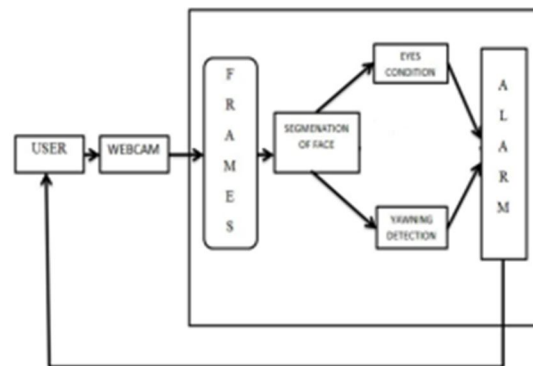 USER
WEBCAM
F
R
A
M
E
S
SEGMENATION
OF FACE
EYES
CONDITION
YAWNING
DETECTION
A
L
A
R
M